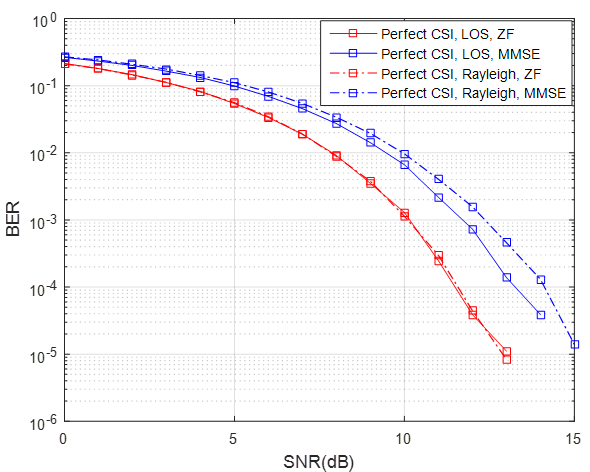 10^0
10^-1
10^-2
10^-3
10^-4
10^-5
10^-6
BER
Perfect CSI, LOS, ZF
Perfect CSI, LOS, MMSE
Perfect CSI, Rayleigh, ZF
Perfect CSI, Rayleigh, MMSE
0 5 10 15
SNR(dB)